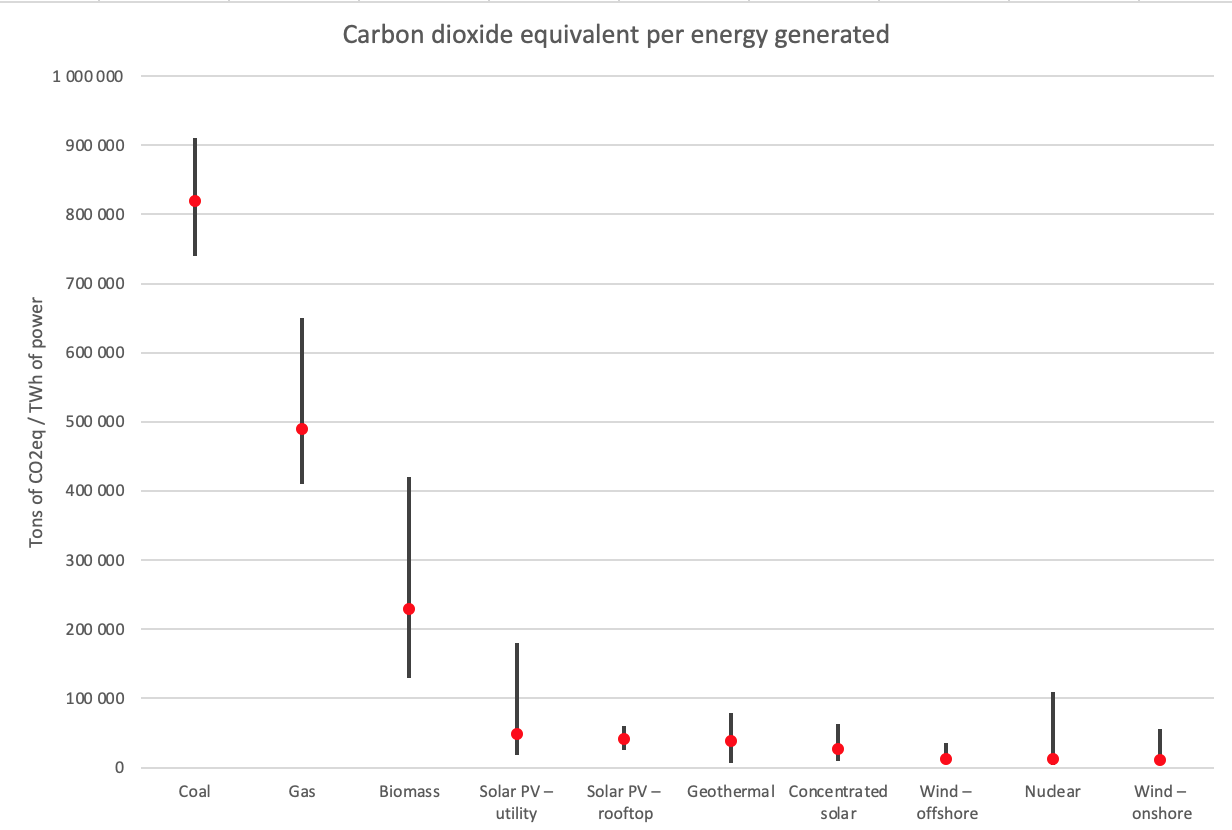 Carbon dioxide equivalent per energy generated
1 000 000
900 000
800 000
700 000
600 000
500 000
400 000
300 000
200 000
100 000
0
Tons of CO2eq / TWh of power
Coal
Gas
Biomass
Solar PV –
utility
Solar PV –
rooftop
Geothermal
Concentrated
solar
Wind –
offshore
Nuclear
Wind –
onshore